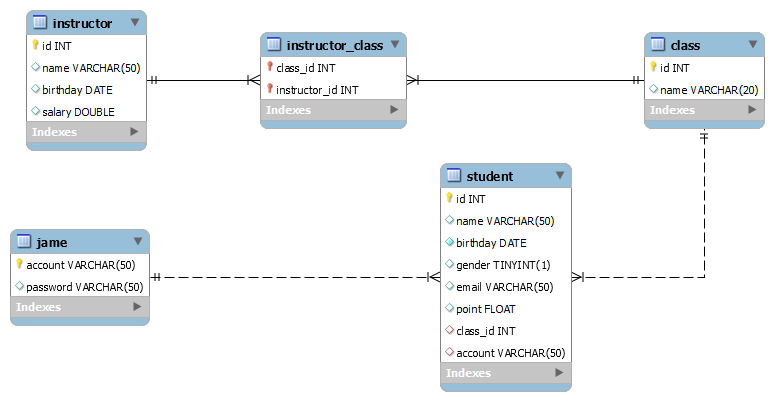 instructor
id INT
name VARCHAR(50)
birthday DATE
salary DOUBLE
Indexes
instructor_class
class_id INT
instructor_id INT
Indexes
class
id INT
name VARCHAR(20)
Indexes
student
id INT
name VARCHAR(50)
birthday DATE
gender TINYINT(1)
email VARCHAR(50)
point FLOAT
class_id INT
account VARCHAR(50)
Indexes
jame
account VARCHAR(50)
password VARCHAR(50)
Indexes